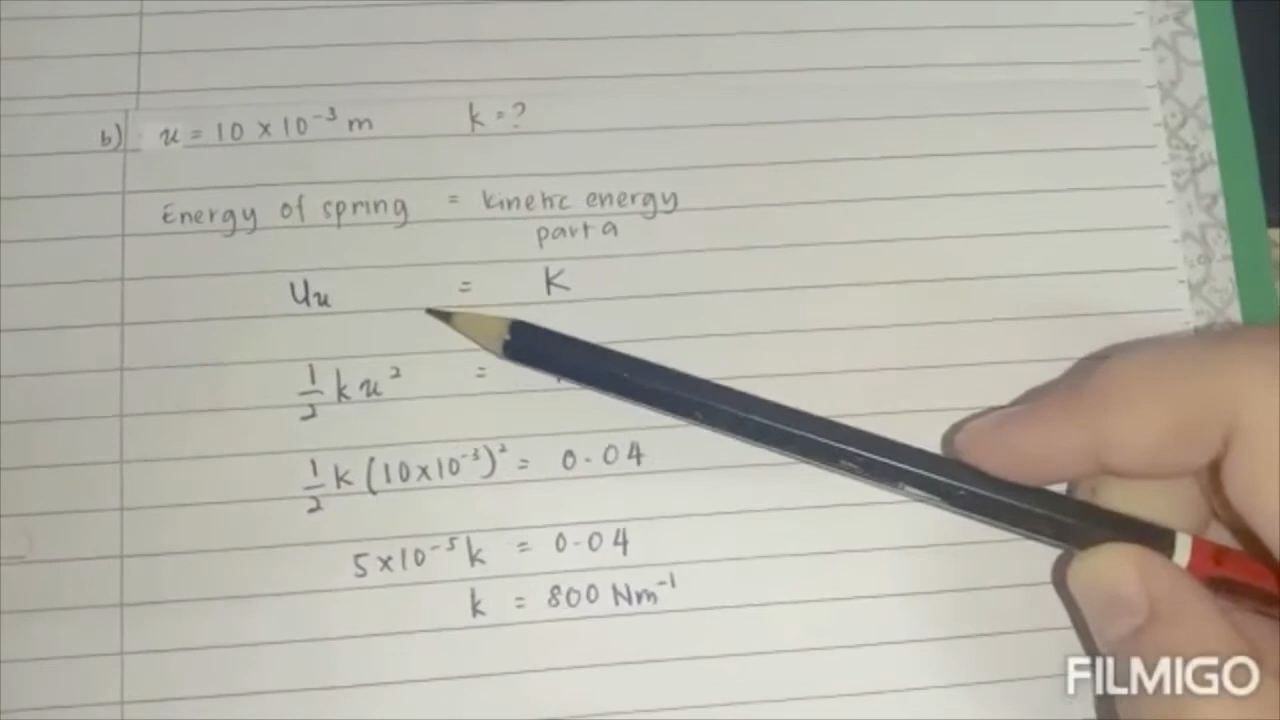 b) x = 10 × 10⁻³ m k = ?
Energy of spring = kinetic energy
part a
Ux = K
1/2 k x² =
1/2 k (10×10⁻³)² = 0.04
5×10⁻⁵ k = 0.04
k = 800 Nm⁻¹
FILMIGO